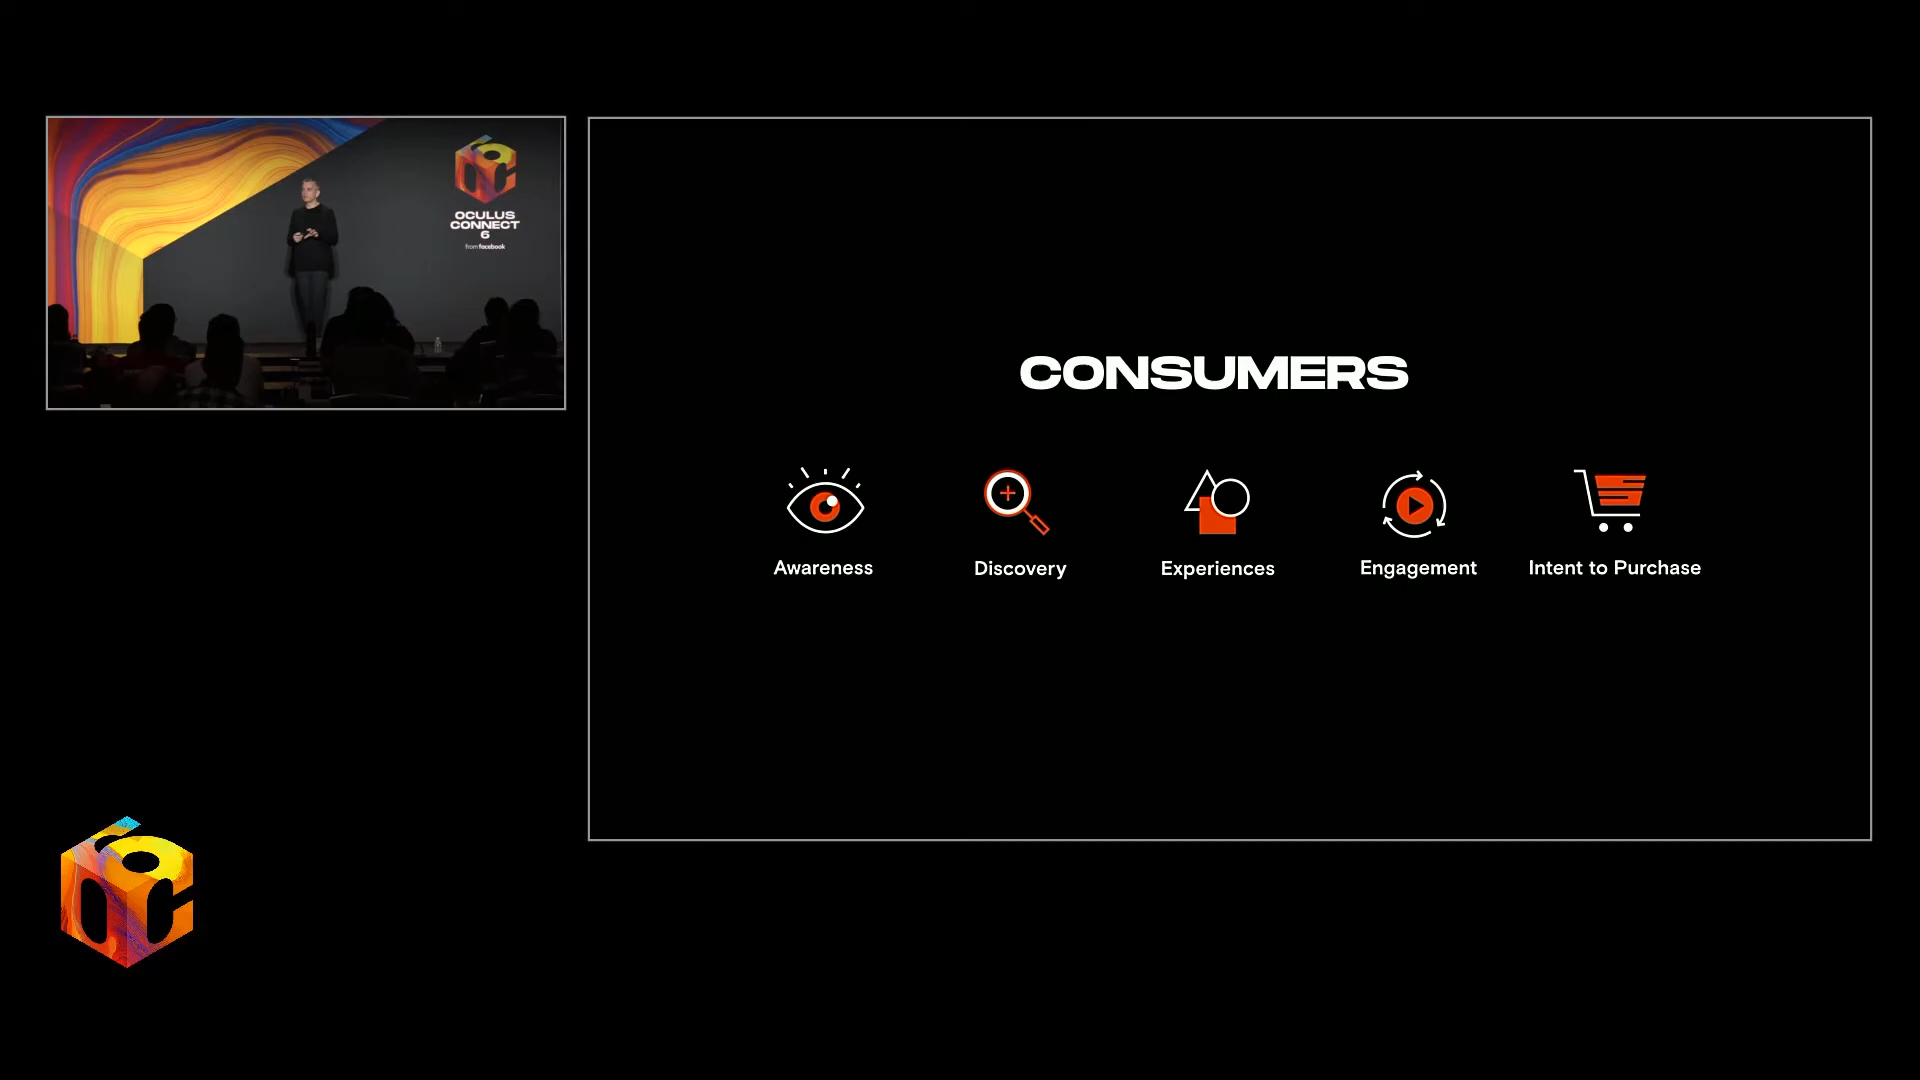 OCULUS
CONNECT
6
from facebook
CONSUMERS
Awareness
Discovery
Experiences
Engagement
Intent to Purchase